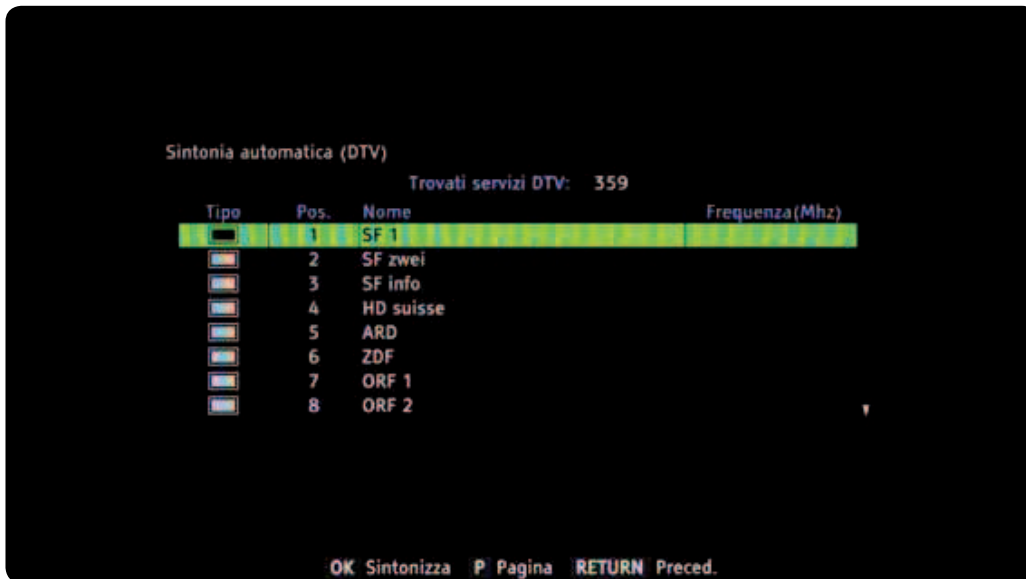 Sintonia automatica (DTV)
Trovati servizi DTV: 359
Tipo Pos. Nome Frequenza(Mhz)
1 SF 1
2 SF zwei
3 SF info
4 HD suisse
5 ARD
6 ZDF
7 ORF 1
8 ORF 2
OK Sintonizza P Pagina RETURN Preced.